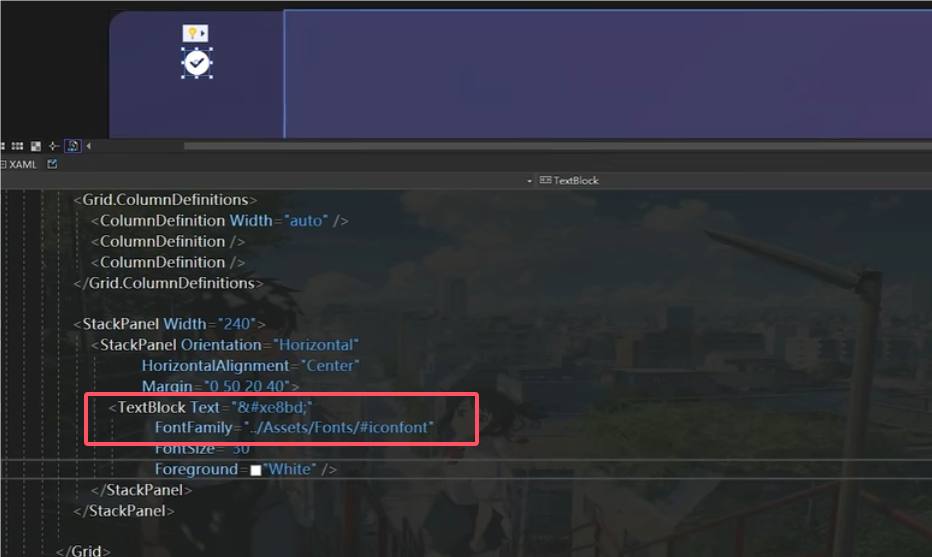 XAML
TextBlock
<Grid.ColumnDefinitions>
<ColumnDefinition Width="auto" />
<ColumnDefinition />
<ColumnDefinition />
</Grid.ColumnDefinitions>
<StackPanel Width="240">
<StackPanel Orientation="Horizontal"
HorizontalAlignment="Center"
Margin="0 50 20 40">
<TextBlock Text="&#xe8bd;"
FontFamily="../Assets/Fonts/#iconfont"
FontSize="30"
Foreground="White" />
</StackPanel>
</StackPanel>
</Grid>